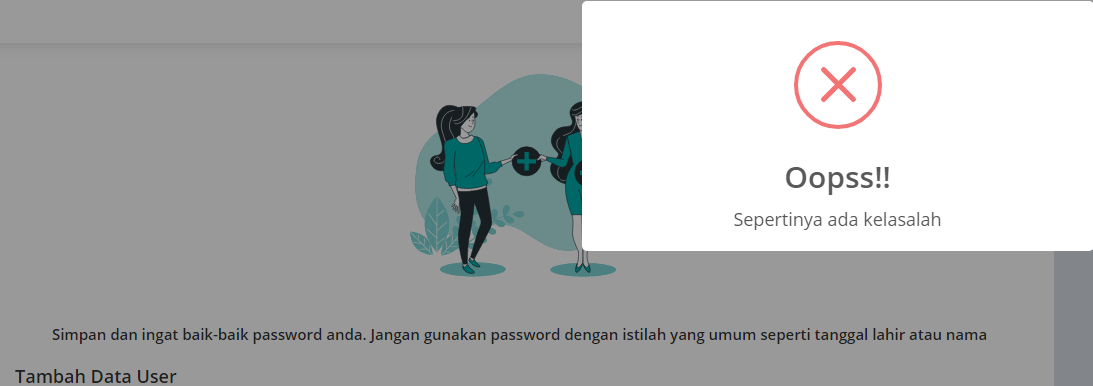 Oopss!!
Sepertinya ada kelasalah
Simpan dan ingat baik-baik password anda. Jangan gunakan password dengan istilah yang umum seperti tanggal lahir atau nama
Tambah Data User